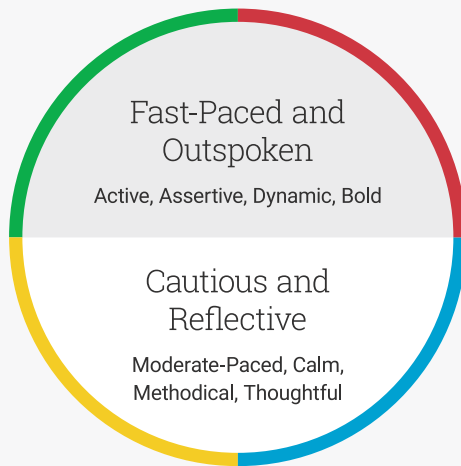 Fast-Paced and
Outspoken
Active, Assertive, Dynamic, Bold
Cautious and
Reflective
Moderate-Paced, Calm,
Methodical, Thoughtful